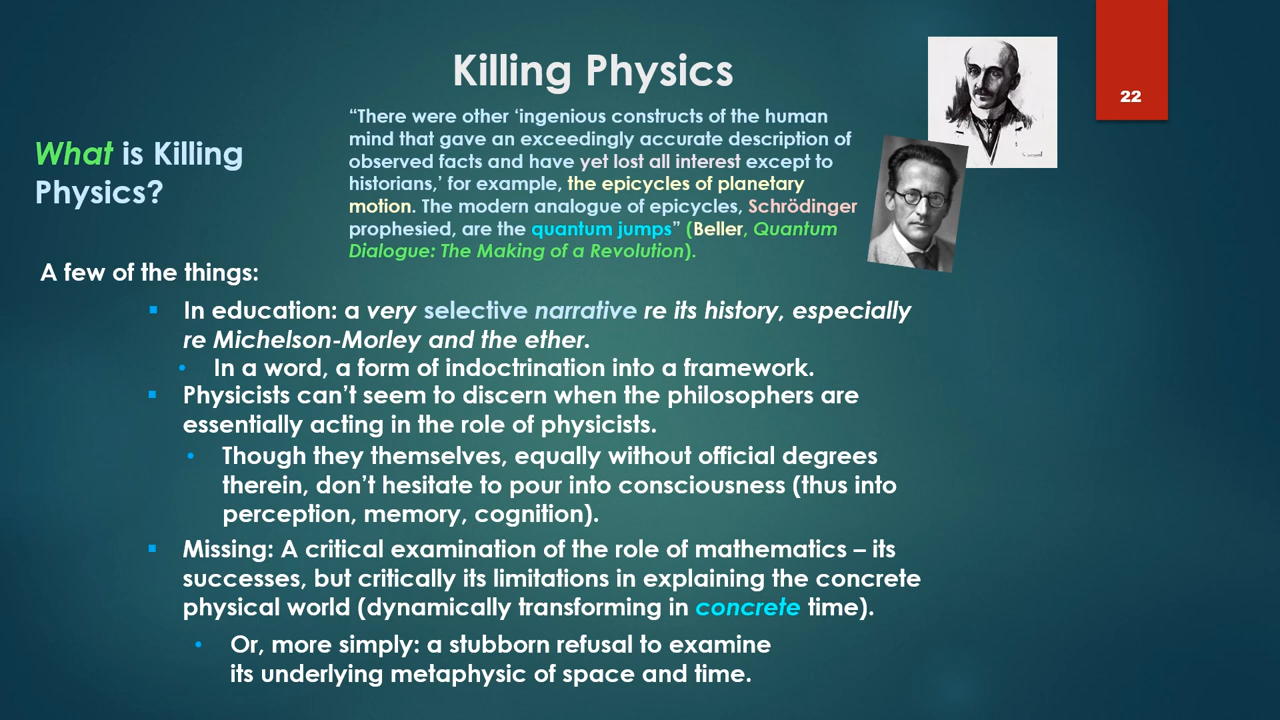 Killing Physics
22
What is Killing
Physics?
“There were other ‘ingenious constructs of the human
mind that gave an exceedingly accurate description of
observed facts and have yet lost all interest except to
historians,’ for example, the epicycles of planetary
motion. The modern analogue of epicycles, Schrödinger
prophesied, are the quantum jumps” (Beller, Quantum
Dialogue: The Making of a Revolution).
A few of the things:
▪ In education: a very selective narrative re its history, especially
re Michelson-Morley and the ether.
• In a word, a form of indoctrination into a framework.
▪ Physicists can’t seem to discern when the philosophers are
essentially acting in the role of physicists.
• Though they themselves, equally without official degrees
therein, don’t hesitate to pour into consciousness (thus into
perception, memory, cognition).
▪ Missing: A critical examination of the role of mathematics – its
successes, but critically its limitations in explaining the concrete
physical world (dynamically transforming in concrete time).
• Or, more simply: a stubborn refusal to examine
its underlying metaphysic of space and time.